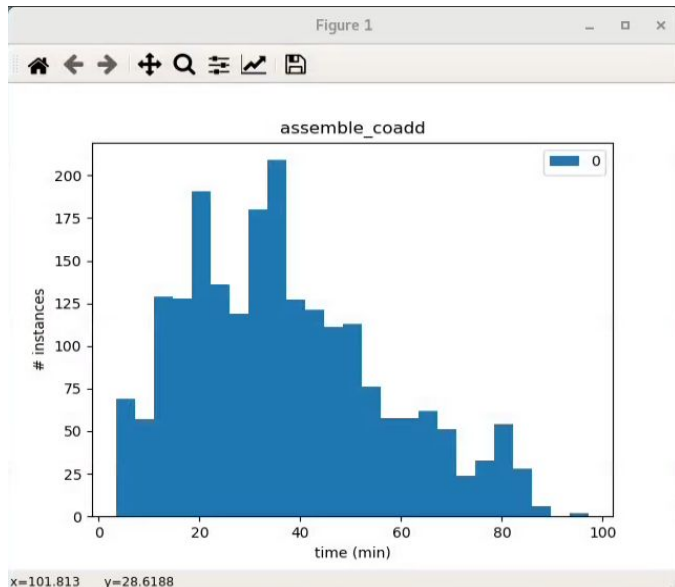 Figure 1
assemble_coadd
0
200
175
150
125
100
75
50
25
0
# instances
0 20 40 60 80 100
time (min)
x=101.813 y=28.6188